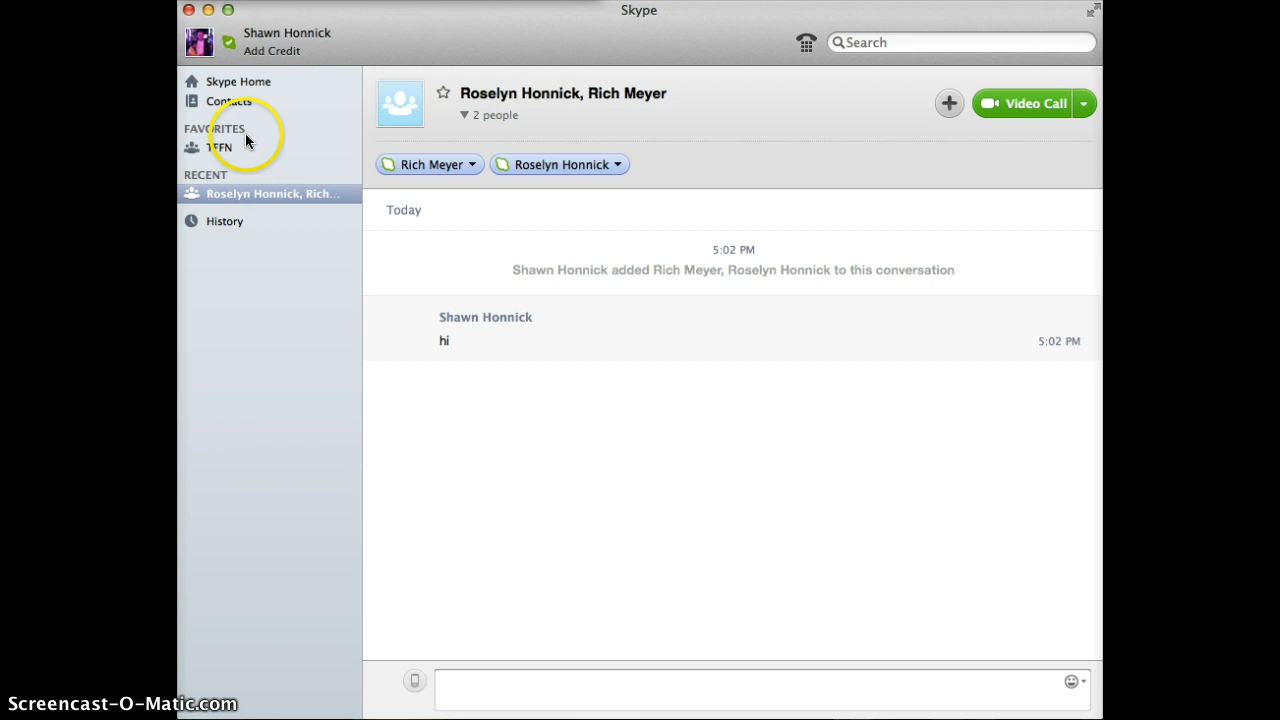 Skype
Shawn Honnick
Add Credit
Search
Skype Home
Contacts
FAVORITES
TFFN
RECENT
Roselyn Honnick, Rich...
History
Roselyn Honnick, Rich Meyer
2 people
Video Call
Rich Meyer
Roselyn Honnick
Today
5:02 PM
Shawn Honnick added Rich Meyer, Roselyn Honnick to this conversation
Shawn Honnick
hi
5:02 PM
Screencast-O-Matic.com